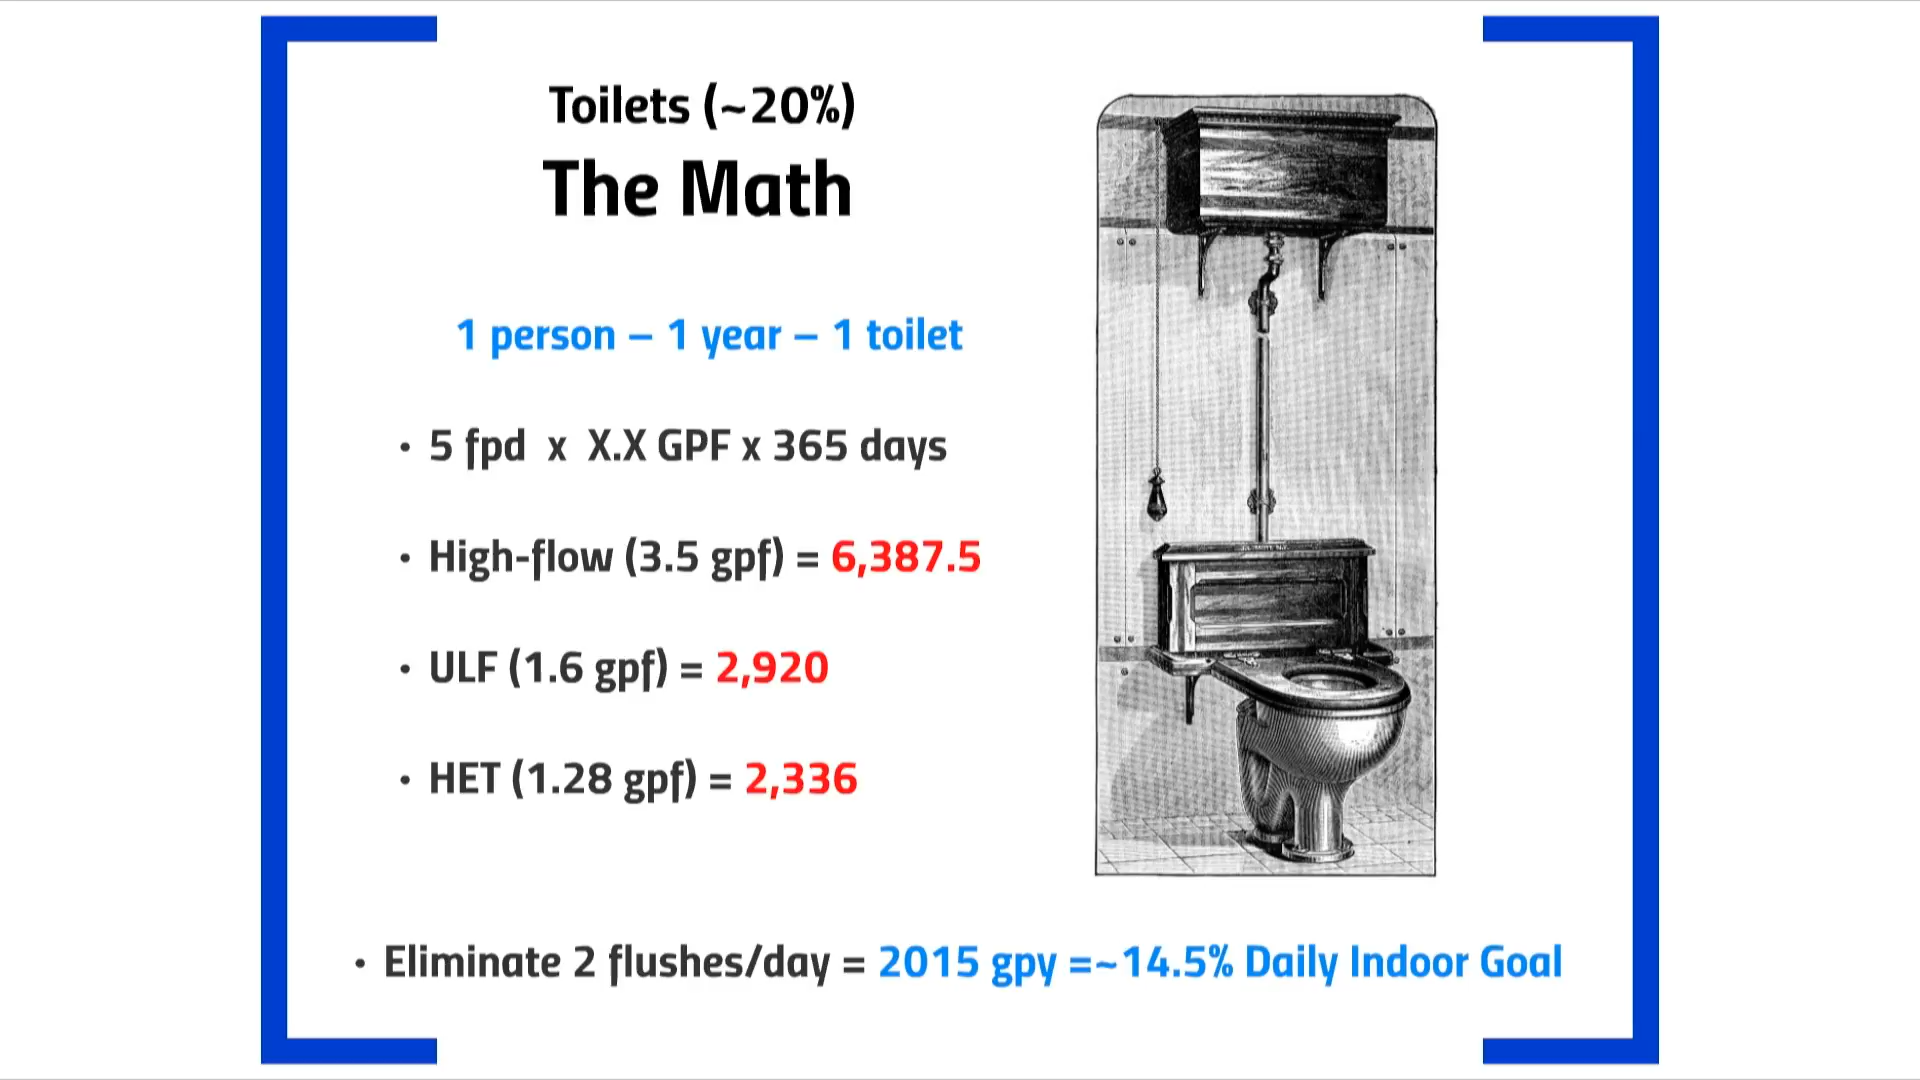 Toilets (~20%)
The Math
1 person – 1 year – 1 toilet
• 5 fpd x X.X GPF x 365 days
• High-flow (3.5 gpf) = 6,387.5
• ULF (1.6 gpf) = 2,920
• HET (1.28 gpf) = 2,336
• Eliminate 2 flushes/day = 2015 gpy =~14.5% Daily Indoor Goal